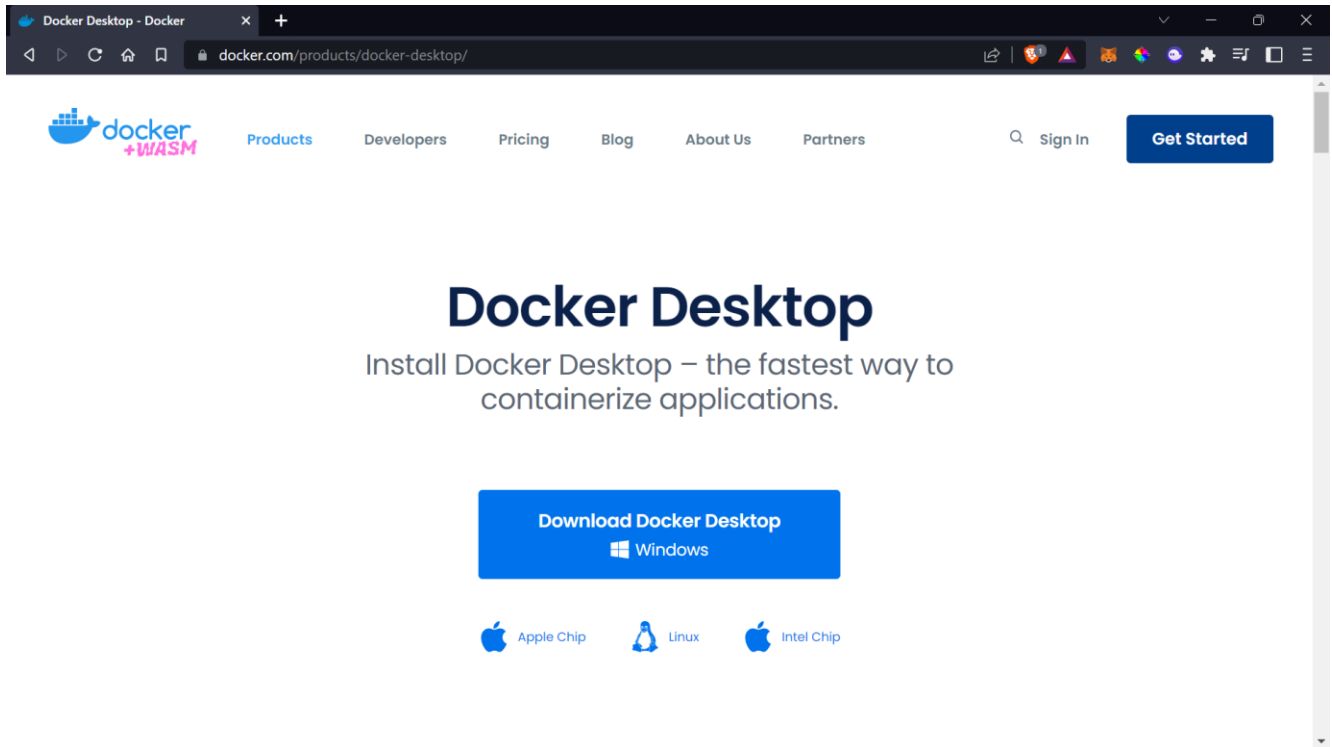 Docker Desktop - Docker
docker.com/products/docker-desktop/
1
docker
+WASM
Products
Developers
Pricing
Blog
About Us
Partners
Sign In
Get Started
Docker Desktop
Install Docker Desktop – the fastest way to
containerize applications.
Download Docker Desktop
Windows
Apple Chip
Linux
Intel Chip